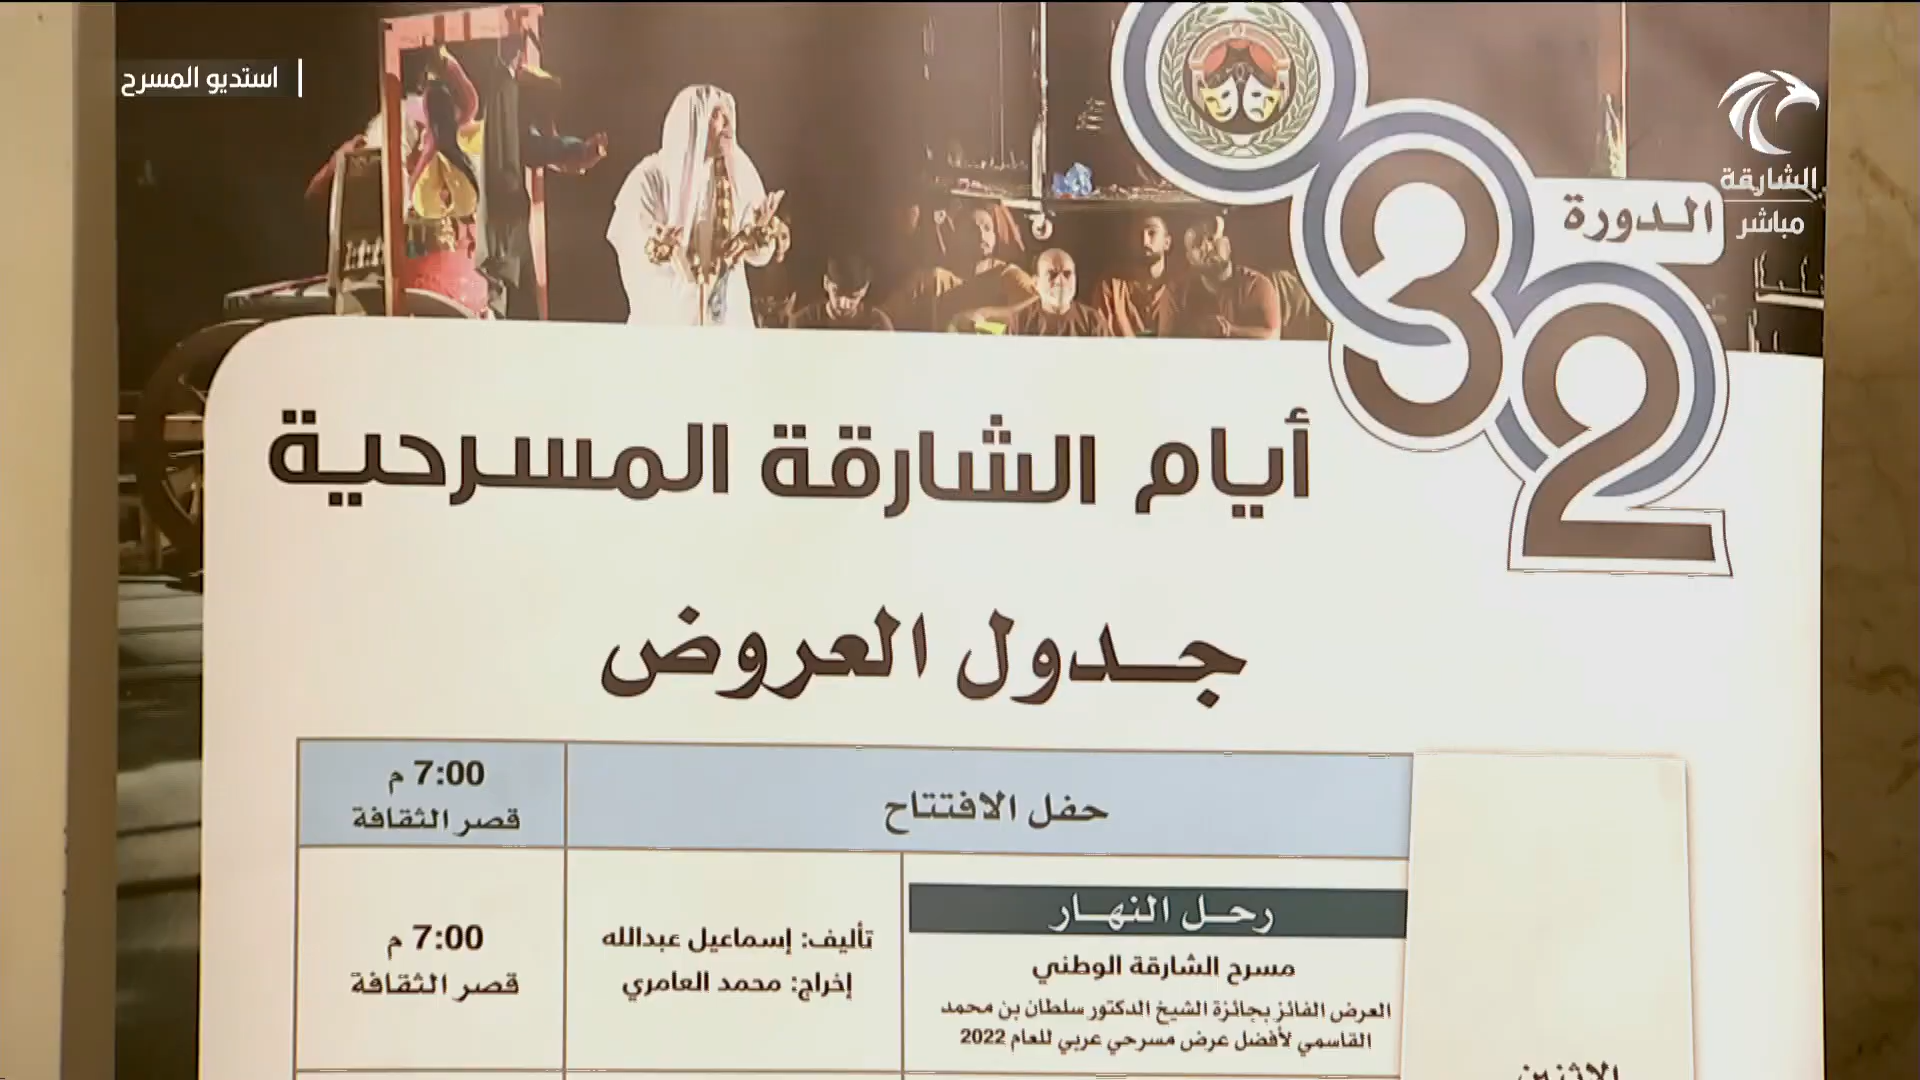 استديو المسرح
الشارقة
مباشر
الدورة
32
أيام الشارقة المسرحية
جدول العروض
حفل الافتتاح
7:00 م
قصر الثقافة
رحل النهار
مسرح الشارقة الوطني
العرض الفائز بجائزة الشيخ الدكتور سلطان بن محمد
القاسمي لأفضل عرض مسرحي عربي للعام 2022
تأليف: إسماعيل عبدالله
إخراج: محمد العامري
7:00 م
قصر الثقافة
الاثنين